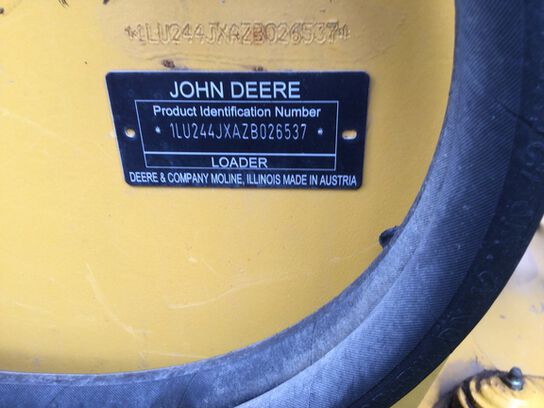 *1LU244JXAZB026537*
JOHN DEERE
Product Identification Number
* 1LU244JXAZB026537 *
LOADER
DEERE & COMPANY MOLINE, ILLINOIS MADE IN AUSTRIA